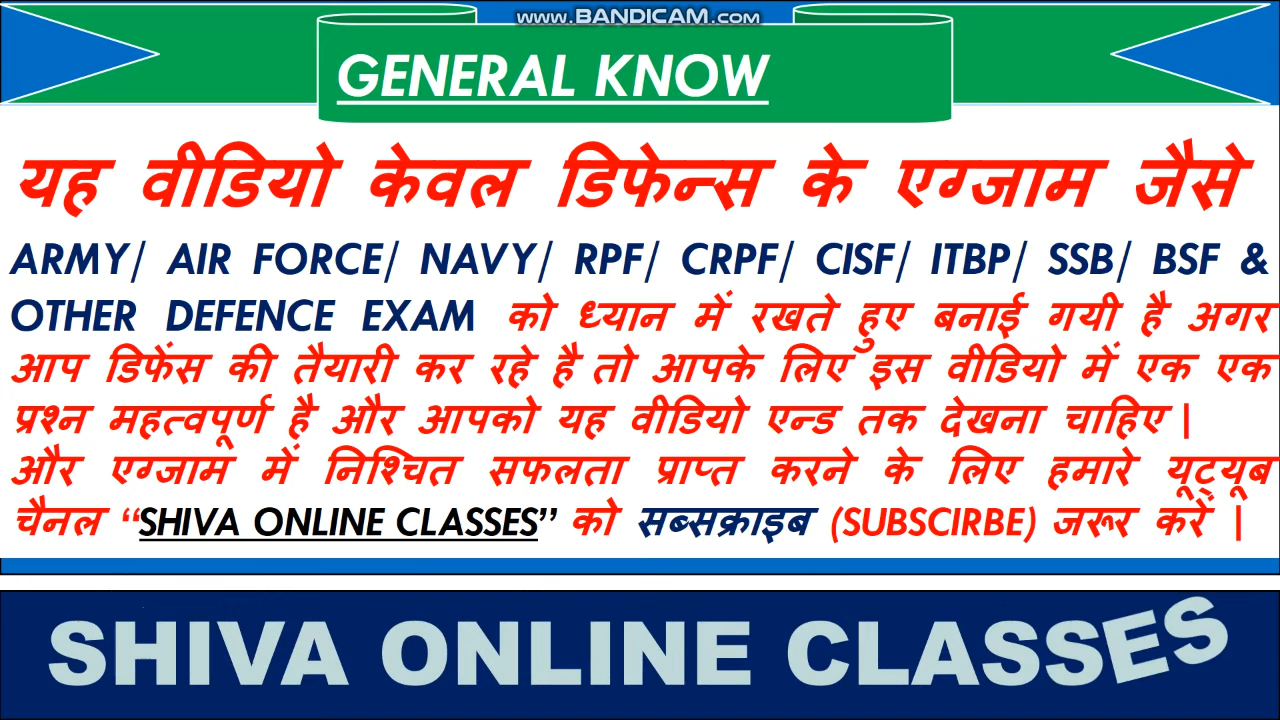 www.BANDICAM.com
GENERAL KNOW
यह वीडियो केवल डिफेन्स के एग्जाम जैसे
ARMY/ AIR FORCE/ NAVY/ RPF/ CRPF/ CISF/ ITBP/ SSB/ BSF &
OTHER DEFENCE EXAM को ध्यान में रखते हुए बनाई गयी है अगर
आप डिफेंस की तैयारी कर रहे है तो आपके लिए इस वीडियो में एक एक
प्रश्न महत्वपूर्ण है और आपको यह वीडियो एन्ड तक देखना चाहिए |
और एग्जाम में निश्चित सफलता प्राप्त करने के लिए हमारे यूट्यूब
चैनल “SHIVA ONLINE CLASSES” को सब्सक्राइब (SUBSCIRBE) जरूर करें |
SHIVA ONLINE CLASSES